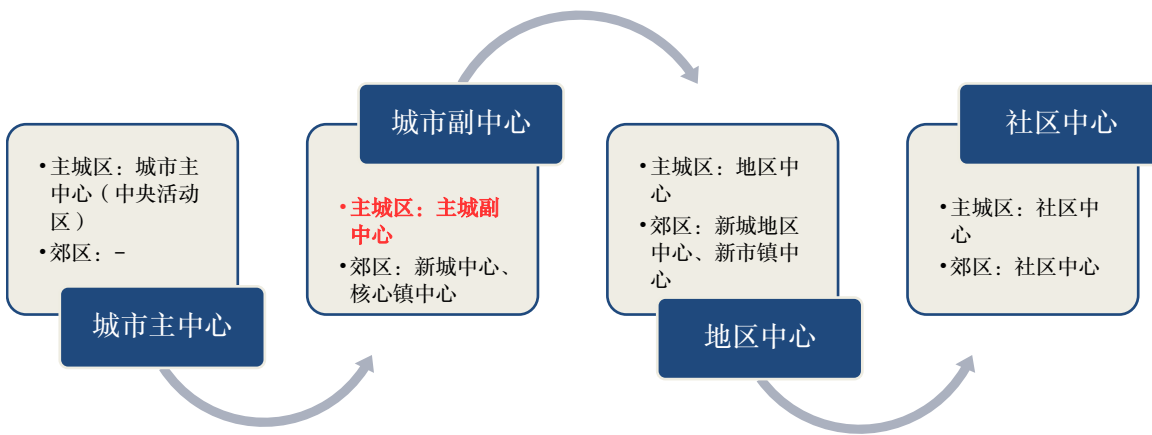 •主城区：城市主
中心（中央活动
区）
•郊区：–
城市主中心
城市副中心
•主城区：主城副
中心
•郊区：新城中心、
核心镇中心
•主城区：地区中
心
•郊区：新城地区
中心、新市镇中
心
地区中心
社区中心
•主城区：社区中
心
•郊区：社区中心